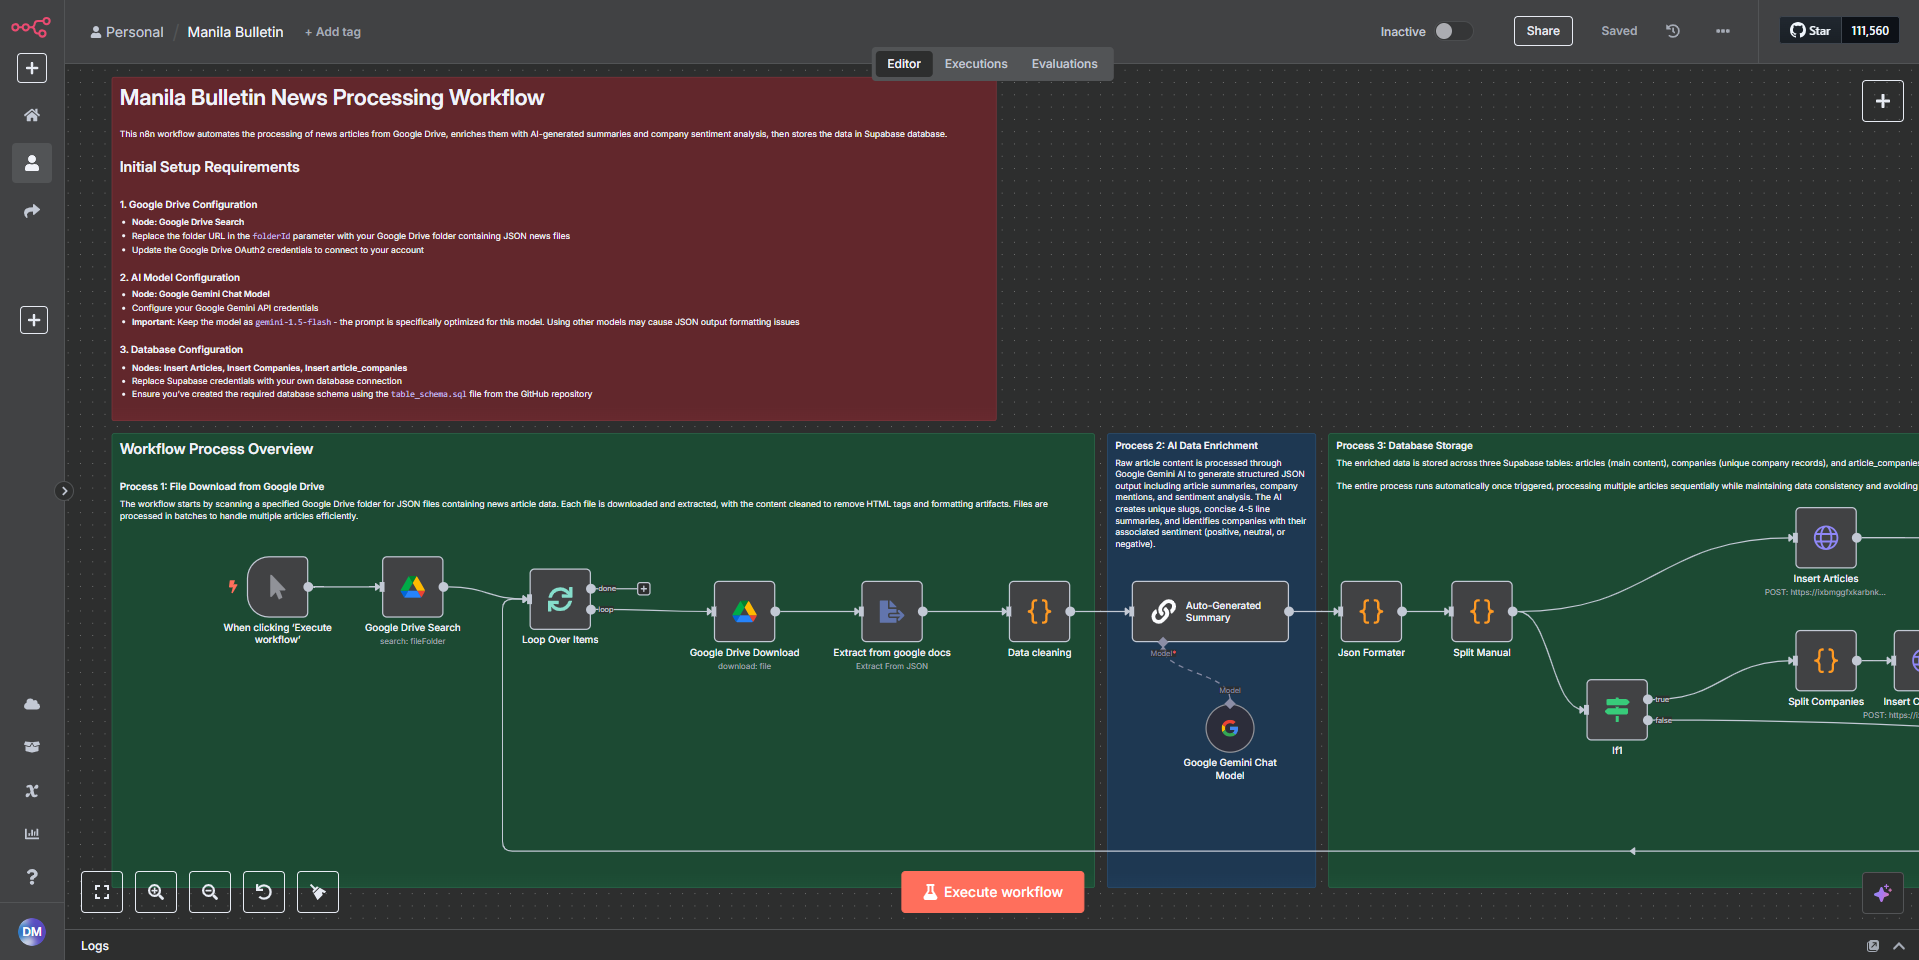 Personal / Manila Bulletin + Add tag
Inactive
Share
Saved
Star 111,560
Editor Executions Evaluations
Manila Bulletin News Processing Workflow
This n8n workflow automates the processing of news articles from Google Drive, enriches them with AI-generated summaries and company sentiment analysis, then stores the data in Supabase database.
Initial Setup Requirements
1. Google Drive Configuration
• Node: Google Drive Search
• Replace the folder URL in the folderId parameter with your Google Drive folder containing JSON news files
• Update the Google Drive OAuth2 credentials to connect to your account
2. AI Model Configuration
• Node: Google Gemini Chat Model
• Configure your Google Gemini API credentials
• Important: Keep the model as gemini-1.5-flash - the prompt is specifically optimized for this model. Using other models may cause JSON output formatting issues
3. Database Configuration
• Nodes: Insert Articles, Insert Companies, Insert article_companies
• Replace Supabase credentials with your own database connection
• Ensure you've created the required database schema using the table_schema.sql file from the GitHub repository
Workflow Process Overview
Process 1: File Download from Google Drive
The workflow starts by scanning a specified Google Drive folder for JSON files containing news article data. Each file is downloaded and extracted, with the content cleaned to remove HTML tags and formatting artifacts. Files are
processed in batches to handle multiple articles efficiently.
When clicking 'Execute
workflow'
Google Drive Search
search: fileFolder
done
loop
Loop Over Items
Google Drive Download
download: file
Extract from google docs
Extract From JSON
Data cleaning
Process 2: AI Data Enrichment
Raw article content is processed through
Google Gemini AI to generate structured JSON
output including article summaries, company
mentions, and sentiment analysis. The AI
creates unique slugs, concise 4-5 line
summaries, and identifies companies with their
associated sentiment (positive, neutral, or
negative).
Auto-Generated
Summary
Model*
Model
Google Gemini Chat
Model
Process 3: Database Storage
The enriched data is stored across three Supabase tables: articles (main content), companies (unique company records), and article_companies
The entire process runs automatically once triggered, processing multiple articles sequentially while maintaining data consistency and avoiding
Json Formater
Split Manual
Insert Articles
POST: https://lxbmggfxkarbnk...
true
false
If1
Split Companies
Insert C
POST: https://l
Execute workflow
DM
Logs